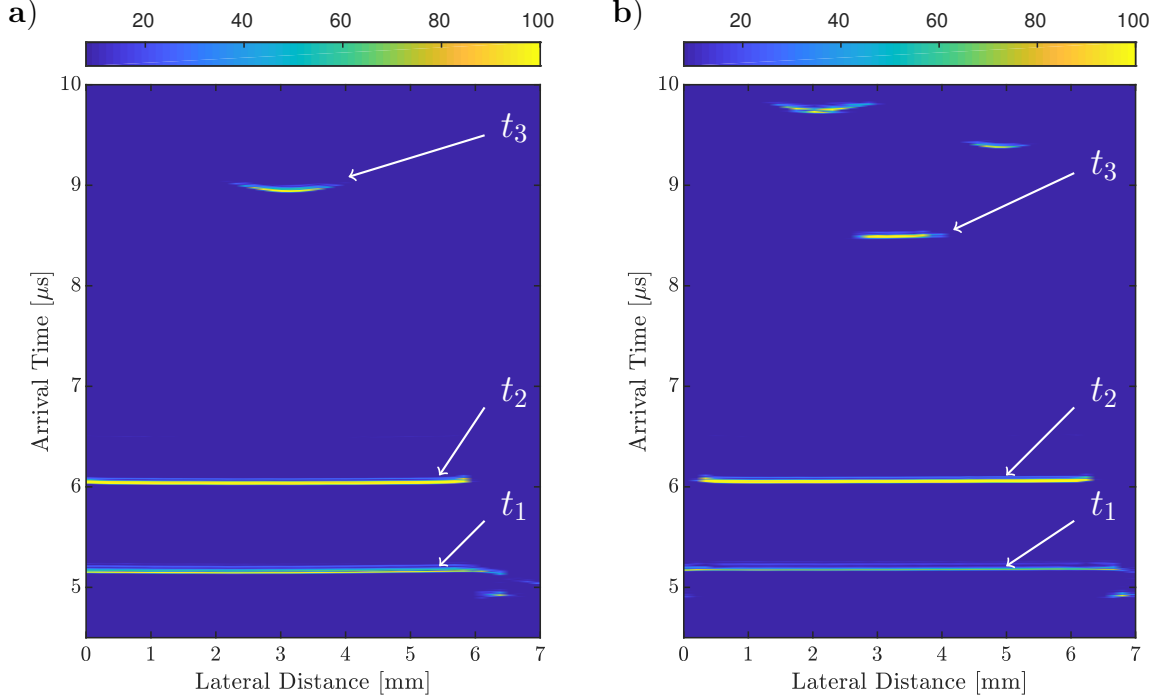 a)
20 40 60 80 100
10
9
8
7
6
5
Arrival Time [μs]
t₃
t₂
t₁
0 1 2 3 4 5 6 7
Lateral Distance [mm]
b)
20 40 60 80 100
10
9
8
7
6
5
Arrival Time [μs]
t₃
t₂
t₁
0 1 2 3 4 5 6 7
Lateral Distance [mm]